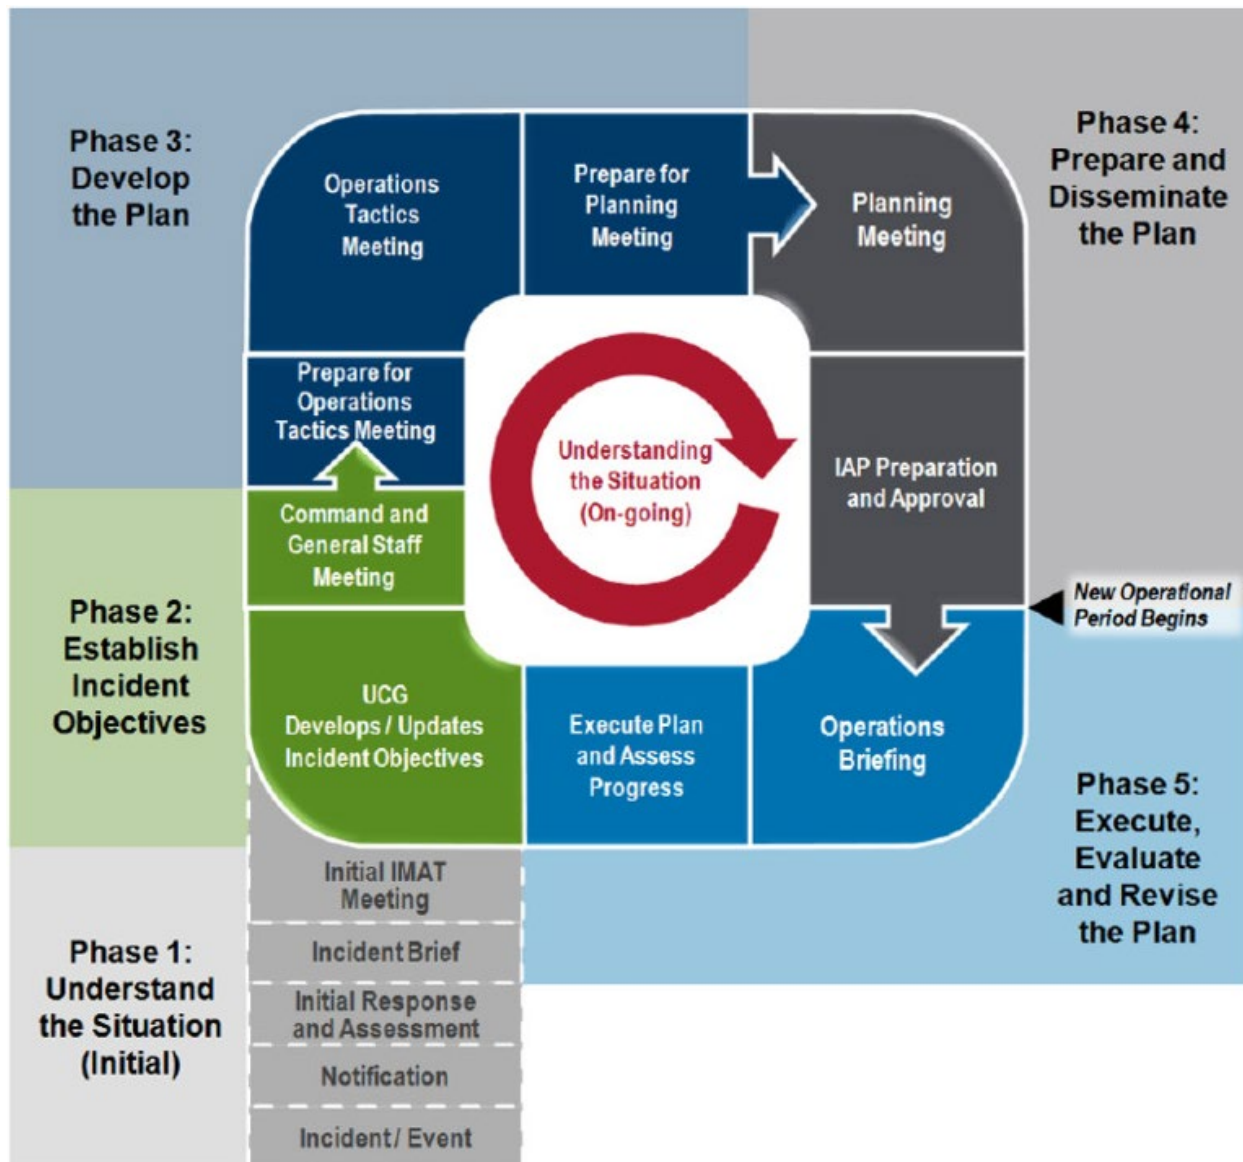 Phase 3:
Develop
the Plan
Operations
Tactics
Meeting
Prepare for
Planning
Meeting
Planning
Meeting
Phase 4:
Prepare and
Disseminate
the Plan
Prepare for
Operations
Tactics Meeting
Understanding
the Situation
(On-going)
IAP Preparation
and Approval
Command and
General Staff
Meeting
New Operational
Period Begins
Phase 2:
Establish
Incident
Objectives
UCG
Develops / Updates
Incident Objectives
Execute Plan
and Assess
Progress
Operations
Briefing
Phase 5:
Execute,
Evaluate
and Revise
the Plan
Phase 1:
Understand
the Situation
(Initial)
Initial IMAT
Meeting
Incident Brief
Initial Response
and Assessment
Notification
Incident / Event